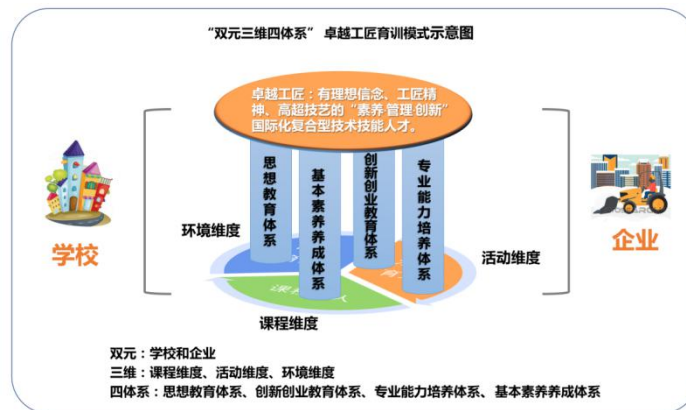 “双元三维四体系” 卓越工匠育训模式示意图
卓越工匠：有理想信念、工匠精
神、高超技艺的“素养 管理 创新”
国际化复合型技术技能人才。
思想教育体系
基本素养养成体系
创新创业教育体系
专业能力培养体系
环境维度
学校
活动维度
企业
课程维度
双元：学校和企业
三维：课程维度、活动维度、环境维度
四体系：思想教育体系、创新创业教育体系、专业能力培养体系、基本素养养成体系